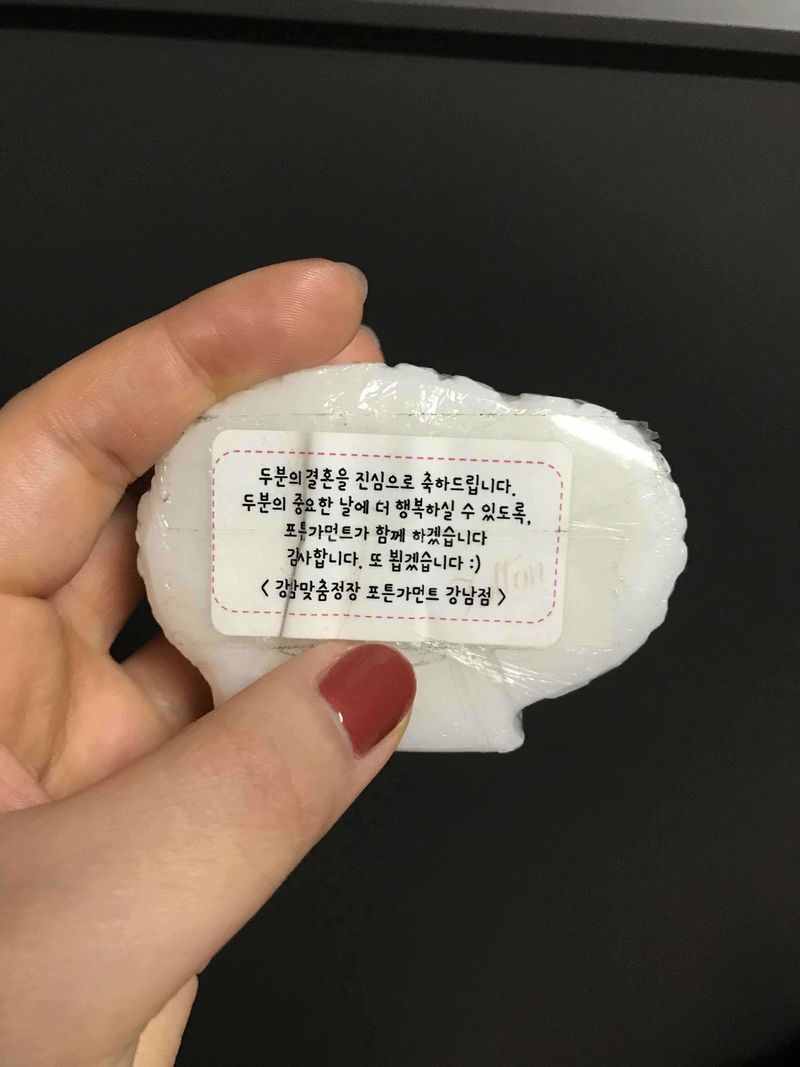 두분의 결혼을 진심으로 축하드립니다.
두분의 중요한 날에 더 행복하실 수 있도록,
포튼가먼트가 함께 하겠습니다
감사합니다. 또 뵙겠습니다 :)
< 강남맞춤정장 포튼가먼트 강남점 >